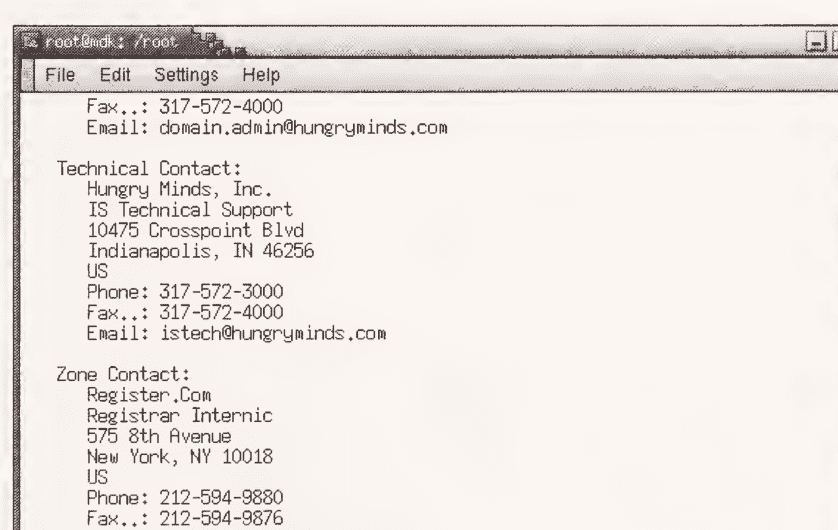 root@mdk: /root
File Edit Settings Help
Fax..: 317-572-4000
Email: domain.admin@hungryminds.com
Technical Contact:
Hungry Minds, Inc.
IS Technical Support
10475 Crosspoint Blvd
Indianapolis, IN 46256
US
Phone: 317-572-3000
Fax..: 317-572-4000
Email: istech@hungryminds.com
Zone Contact:
Register.Com
Registrar Internic
575 8th Avenue
New York, NY 10018
US
Phone: 212-594-9880
Fax..: 212-594-9876